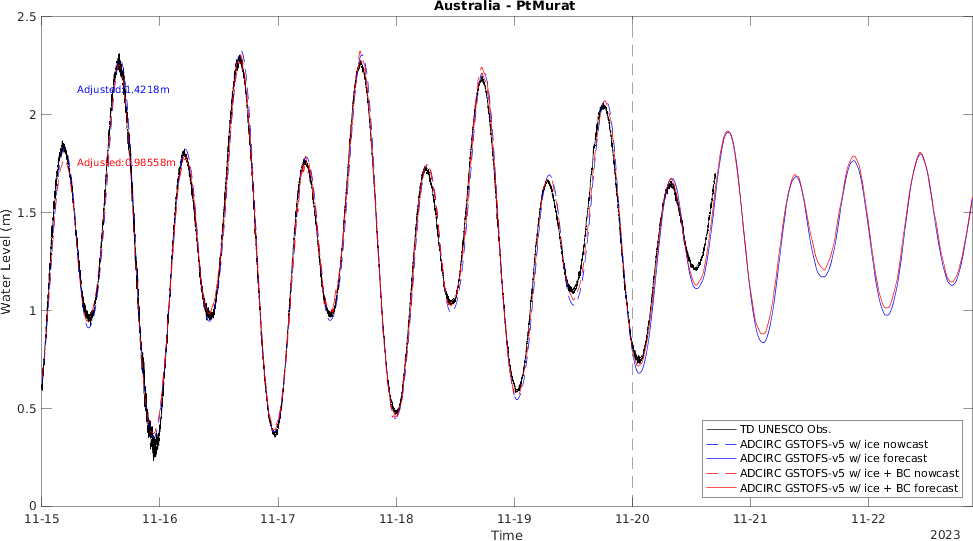 Australia - PtMurat
Water Level (m)
2.5
2
1.5
1
0.5
0
Adjusted:1.4218m
Adjusted:0.98558m
TD UNESCO Obs.
ADCIRC GSTOFS-v5 w/ ice nowcast
ADCIRC GSTOFS-v5 w/ ice forecast
ADCIRC GSTOFS-v5 w/ ice + BC nowcast
ADCIRC GSTOFS-v5 w/ ice + BC forecast
11-15 11-16 11-17 11-18 11-19 11-20 11-21 11-22
Time
2023